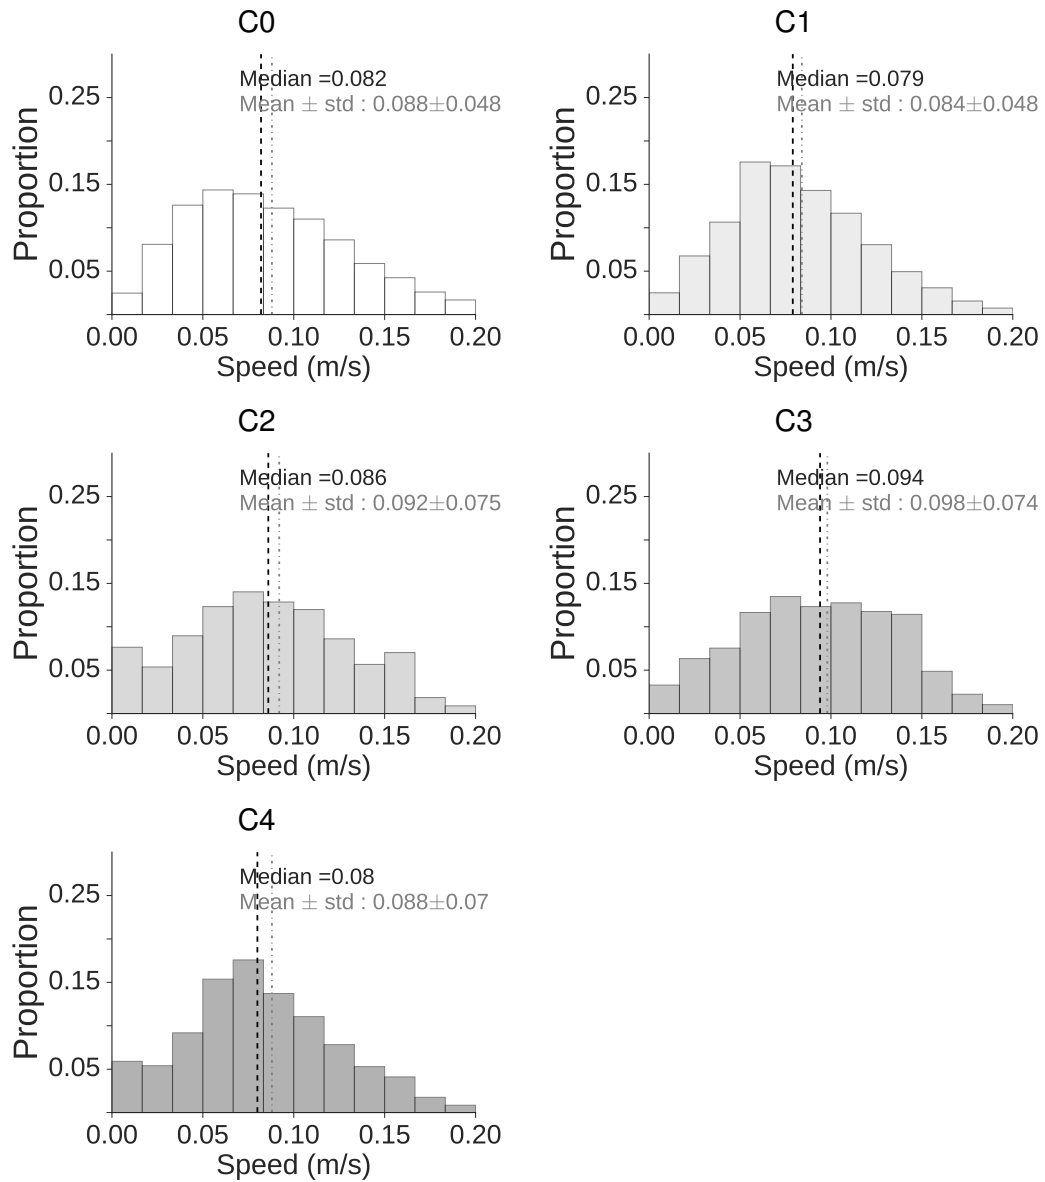 C0
Median =0.082
Mean ± std : 0.088±0.048
Proportion
0.25
0.15
0.05
0.00 0.05 0.10 0.15 0.20
Speed (m/s)
C1
Median =0.079
Mean ± std : 0.084±0.048
Proportion
0.25
0.15
0.05
0.00 0.05 0.10 0.15 0.20
Speed (m/s)
C2
Median =0.086
Mean ± std : 0.092±0.075
Proportion
0.25
0.15
0.05
0.00 0.05 0.10 0.15 0.20
Speed (m/s)
C3
Median =0.094
Mean ± std : 0.098±0.074
Proportion
0.25
0.15
0.05
0.00 0.05 0.10 0.15 0.20
Speed (m/s)
C4
Median =0.08
Mean ± std : 0.088±0.07
Proportion
0.25
0.15
0.05
0.00 0.05 0.10 0.15 0.20
Speed (m/s)